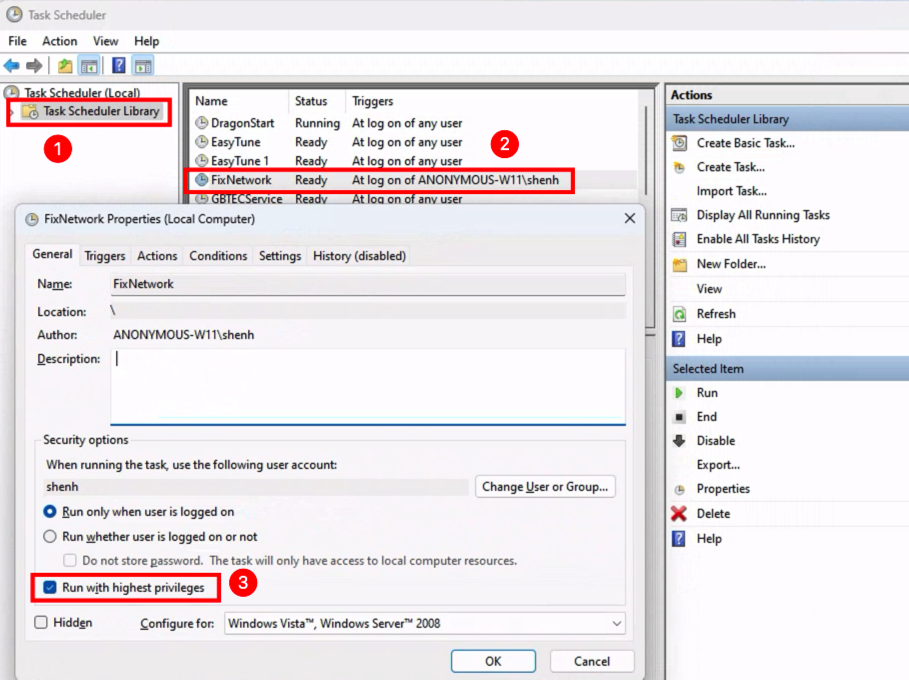 Task Scheduler
File Action View Help
Task Scheduler (Local)
Task Scheduler Library
1
Name Status Triggers
DragonStart Running At log on of any user
EasyTune Ready At log on of any user
2
EasyTune 1 Ready At log on of any user
FixNetwork Ready At log on of ANONYMOUS-W11\shenh
GBTECService Ready At log on of any user
FixNetwork Properties (Local Computer)
General Triggers Actions Conditions Settings History (disabled)
Name: FixNetwork
Location: \
Author: ANONYMOUS-W11\shenh
Description:
Security options
When running the task, use the following user account:
shenh
Change User or Group...
Run only when user is logged on
Run whether user is logged on or not
Do not store password. The task will only have access to local computer resources.
Run with highest privileges
3
Hidden Configure for: Windows Vista™, Windows Server™ 2008
OK Cancel
Actions
Task Scheduler Library
Create Basic Task...
Create Task...
Import Task...
Display All Running Tasks
Enable All Tasks History
New Folder...
View
Refresh
Help
Selected Item
Run
End
Disable
Export...
Properties
Delete
Help